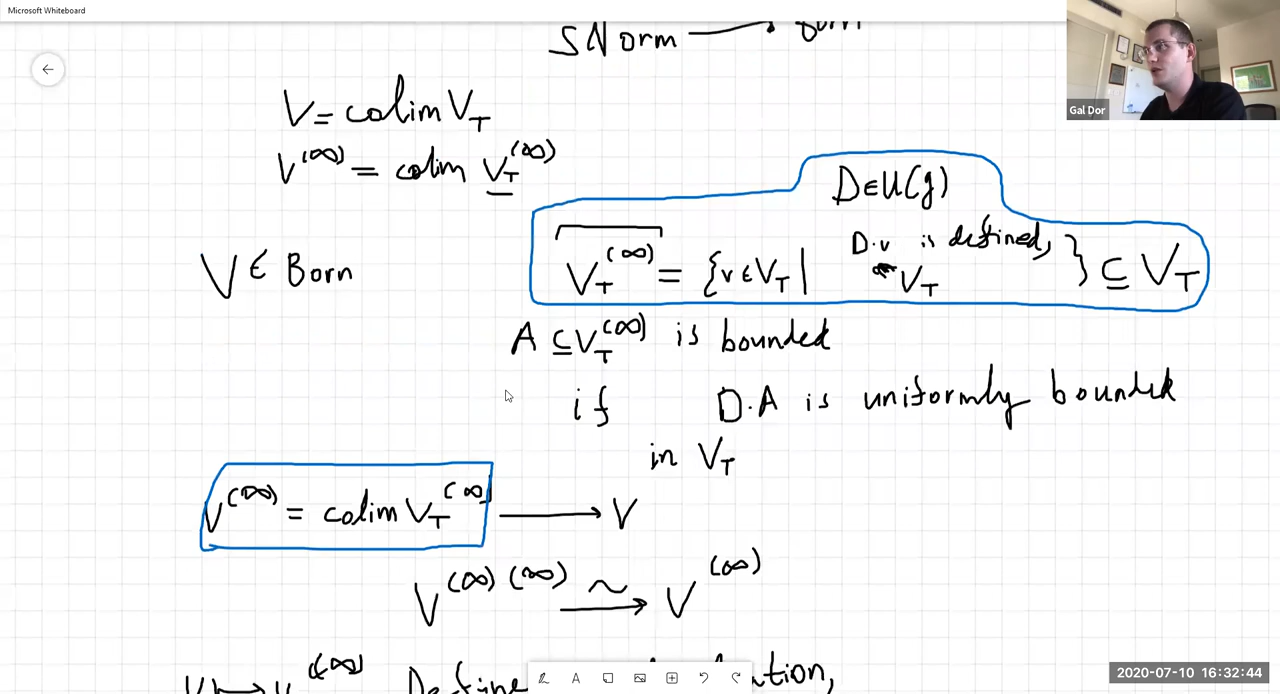 Microsoft Whiteboard
SNorm → Born
V = colim V_T
V^(∞) = colim V_T^(∞)
Gal Dor
D∈U(g)
V ∈ Born
V_T^(∞) = {v∈V_T | D.v is defined, V_T } ⊆ V_T
A ⊆ V_T^(∞) is bounded
if D.A is uniformly bounded
in V_T
V^(∞) = colim V_T^(∞) → V
V^(∞)(∞) ~→ V^(∞)
V ↦ V^(∞)
2020-07-10 16:32:44